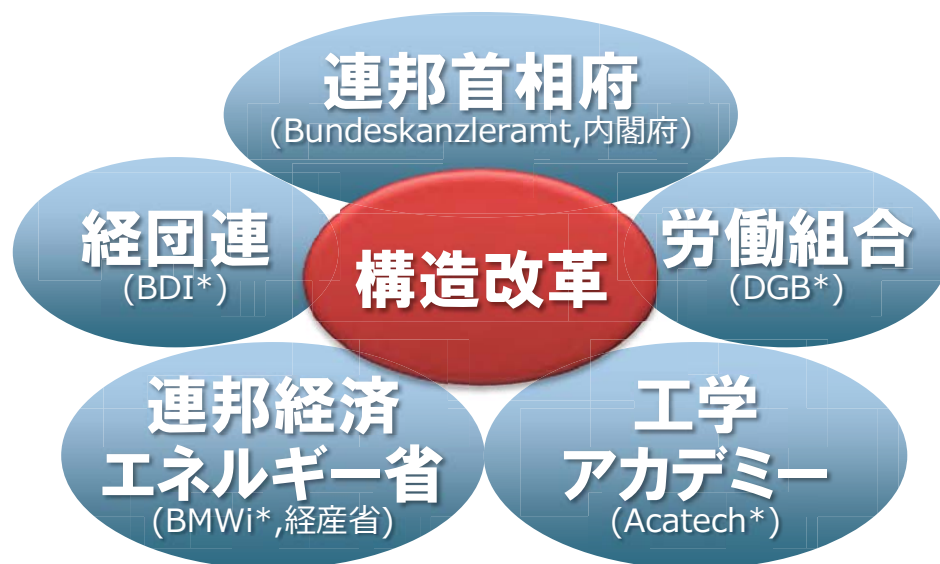 連邦首相府
(Bundeskanzleramt,内閣府)
経団連
(BDI*)
構造改革
労働組合
(DGB*)
連邦経済
エネルギー省
(BMWi*,経産省)
工学
アカデミー
(Acatech*)